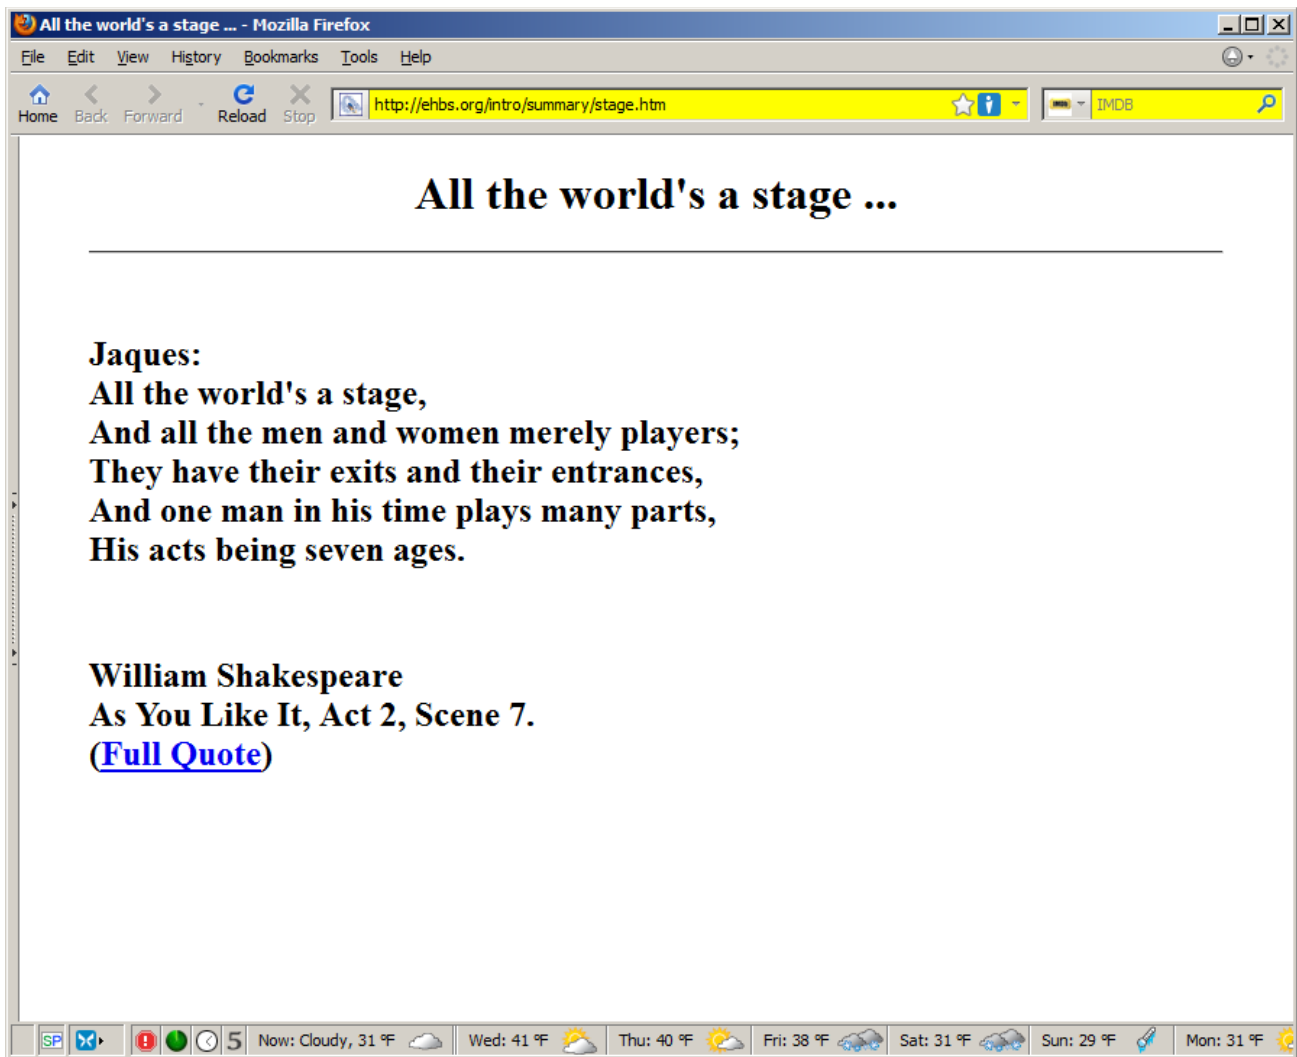 All the world's a stage ... - Mozilla Firefox
File Edit View History Bookmarks Tools Help
Home Back Forward Reload Stop http://ehbs.org/intro/summary/stage.htm IMDB
All the world's a stage ...
Jaques:
All the world's a stage,
And all the men and women merely players;
They have their exits and their entrances,
And one man in his time plays many parts,
His acts being seven ages.
William Shakespeare
As You Like It, Act 2, Scene 7.
(Full Quote)
SP 5 Now: Cloudy, 31 °F Wed: 41 °F Thu: 40 °F Fri: 38 °F Sat: 31 °F Sun: 29 °F Mon: 31 °F